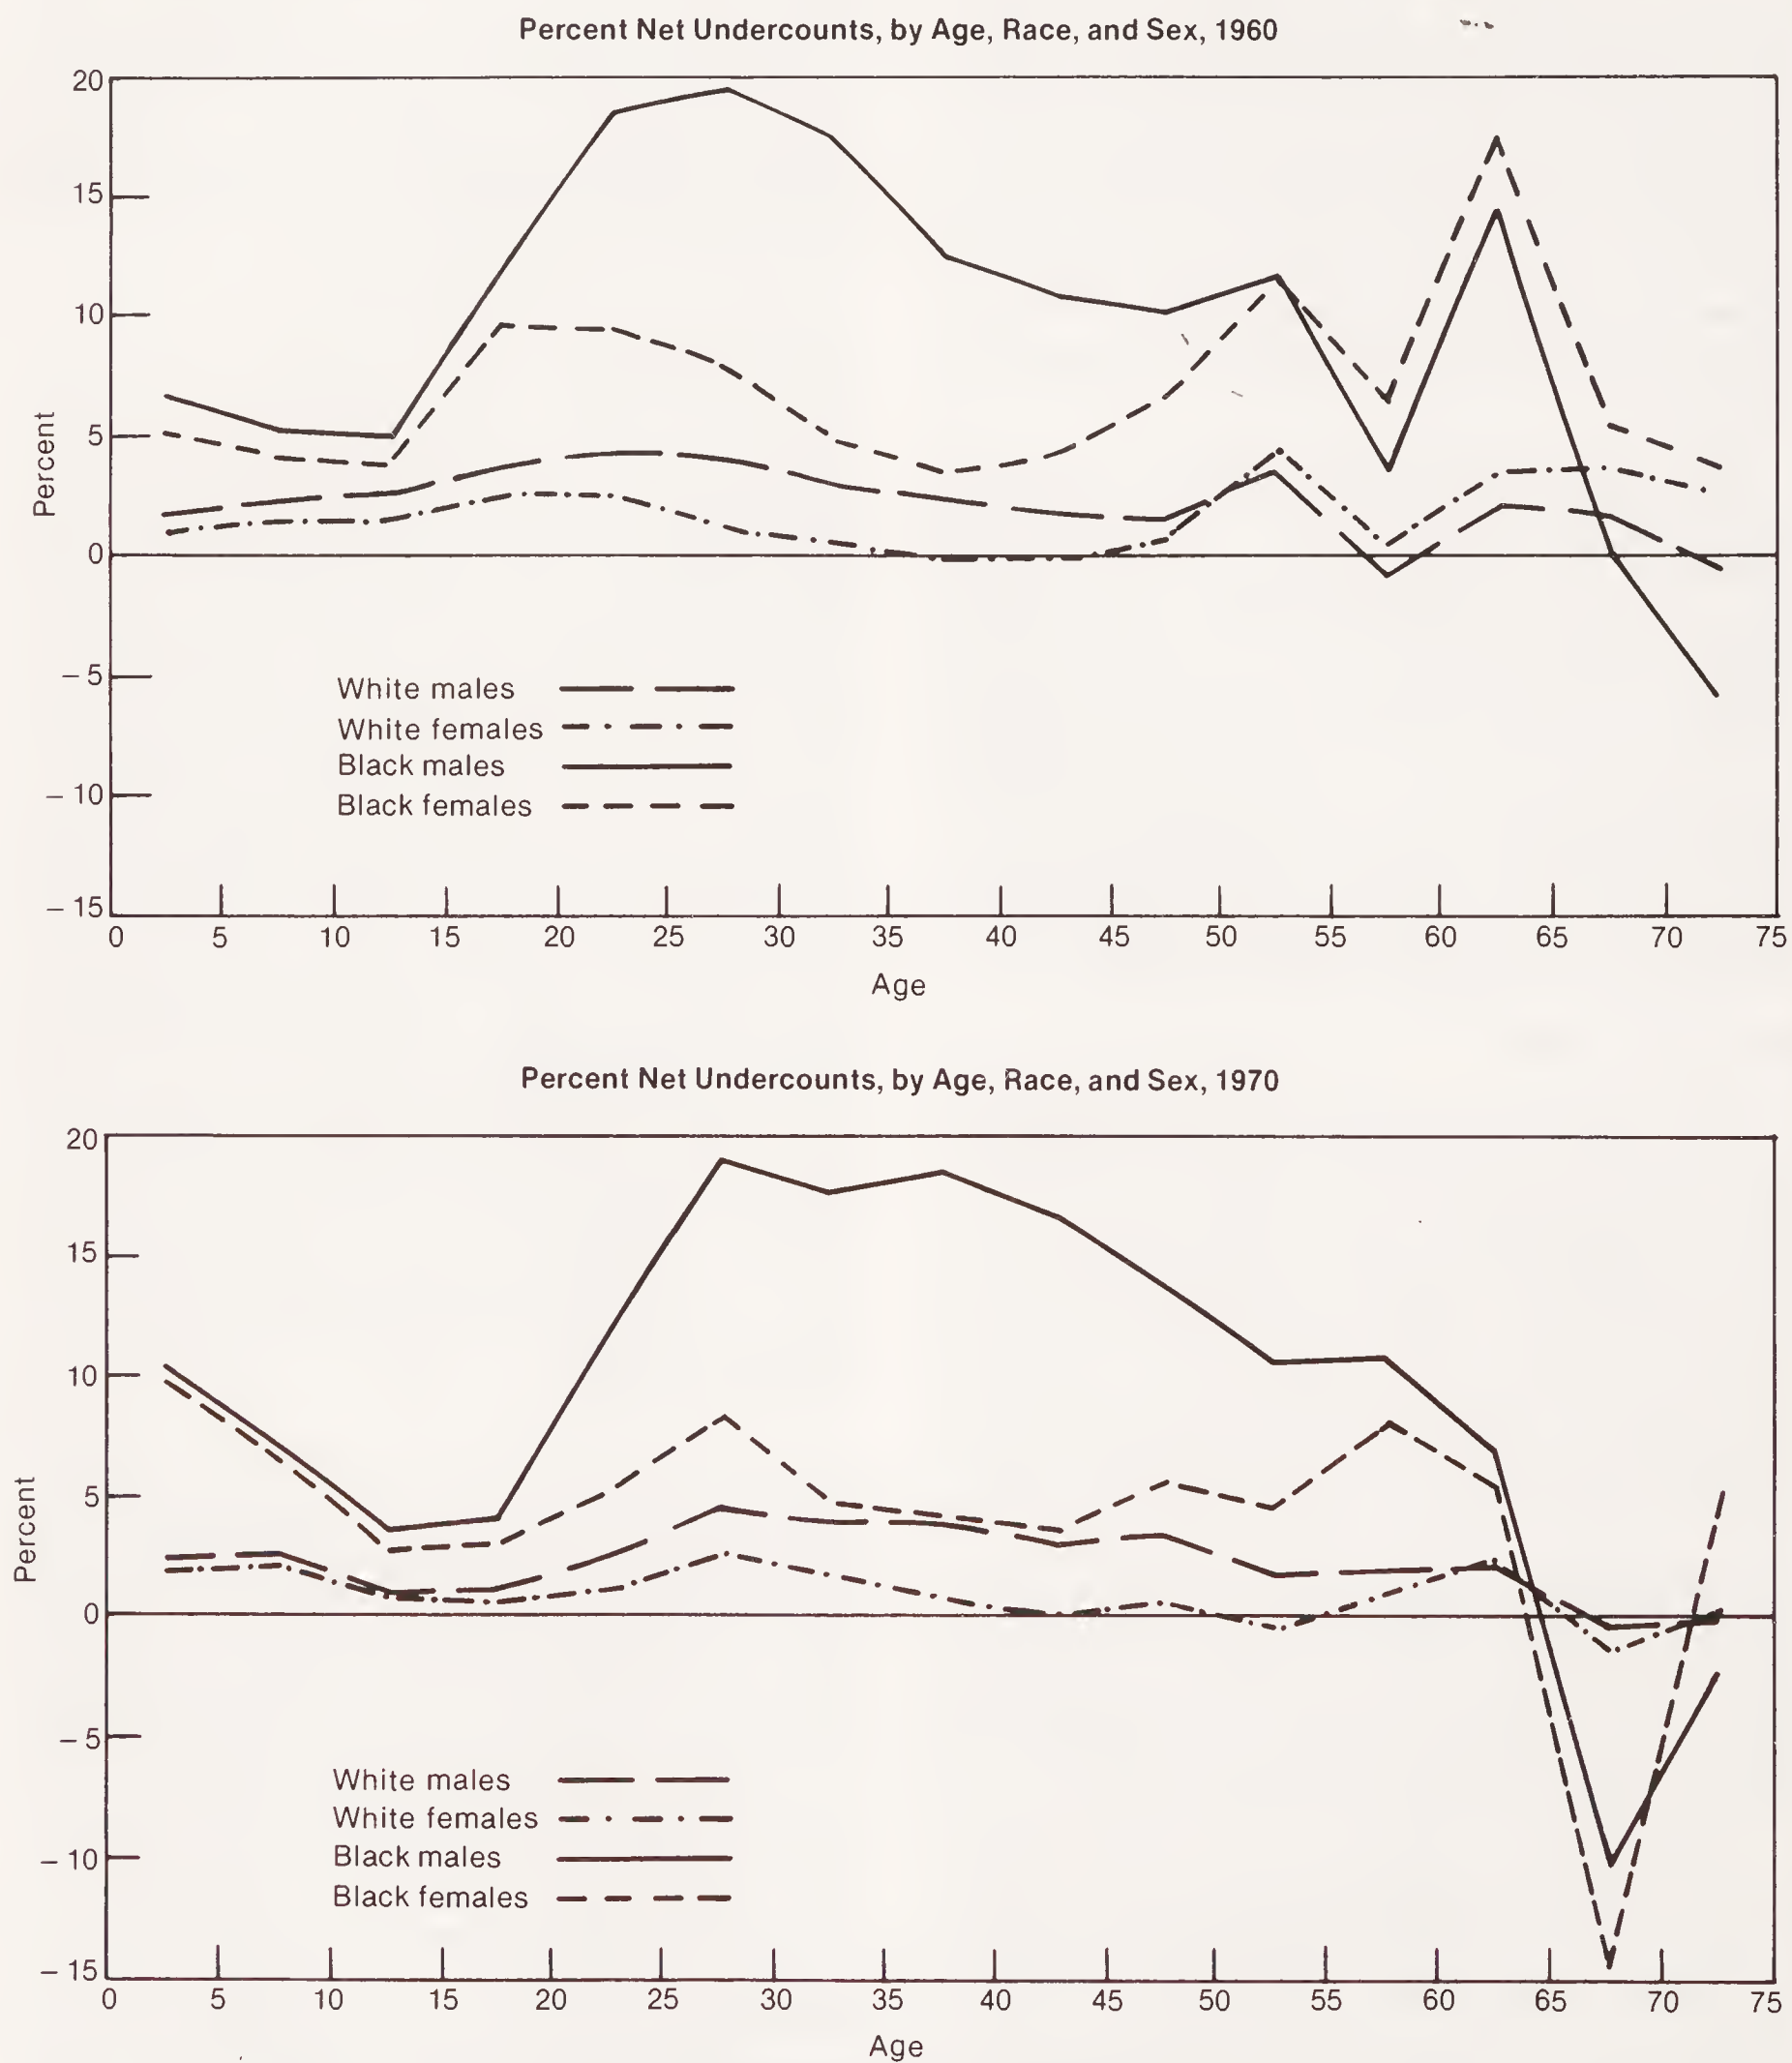 Percent Net Undercounts, by Age, Race, and Sex, 1960
20
15
10
5
0
-5
-10
-15
Percent
White males
White females
Black males
Black females
0 5 10 15 20 25 30 35 40 45 50 55 60 65 70 75
Age
Percent Net Undercounts, by Age, Race, and Sex, 1970
20
15
10
5
0
-5
-10
-15
Percent
White males
White females
Black males
Black females
0 5 10 15 20 25 30 35 40 45 50 55 60 65 70 75
Age